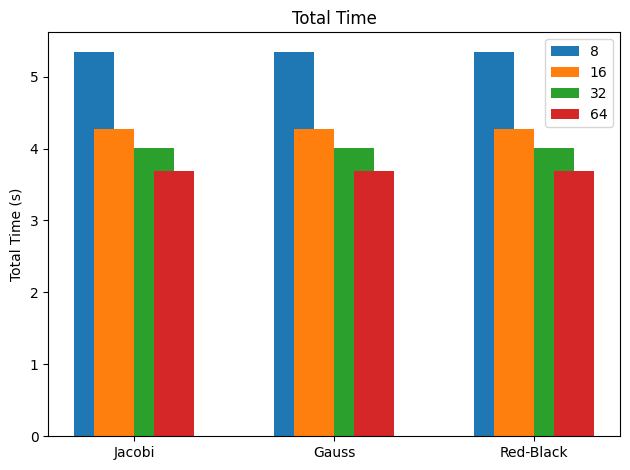 Total Time
Total Time (s)
5
4
3
2
1
0
8
16
32
64
Jacobi
Gauss
Red-Black